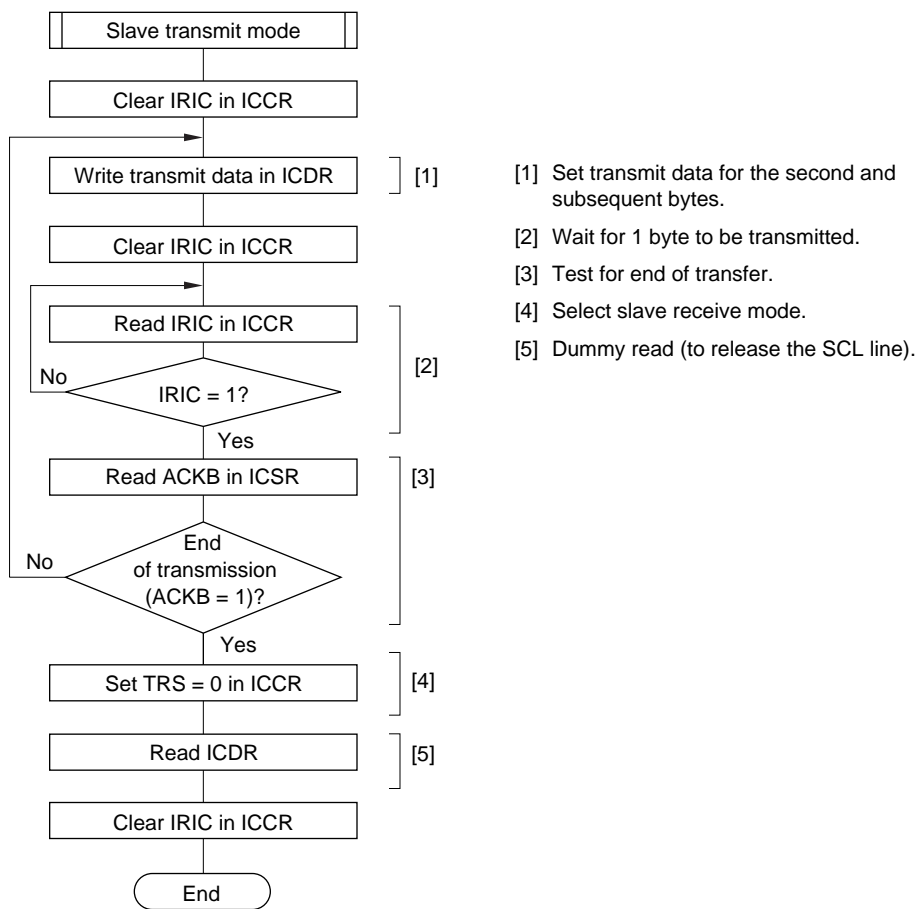 Slave transmit mode
Clear IRIC in ICCR
Write transmit data in ICDR
[1]
Clear IRIC in ICCR
Read IRIC in ICCR
[2]
No
IRIC = 1?
Yes
Read ACKB in ICSR
[3]
No
End
of transmission
(ACKB = 1)?
Yes
Set TRS = 0 in ICCR
[4]
Read ICDR
[5]
Clear IRIC in ICCR
End
[1] Set transmit data for the second and
subsequent bytes.
[2] Wait for 1 byte to be transmitted.
[3] Test for end of transfer.
[4] Select slave receive mode.
[5] Dummy read (to release the SCL line).